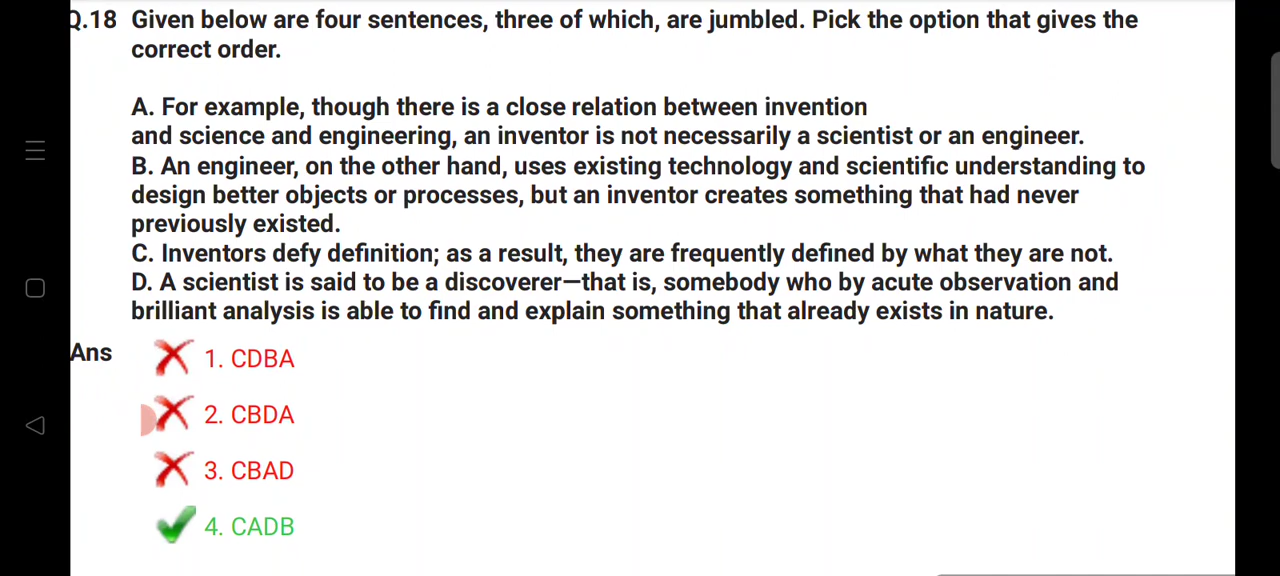 Q.18 Given below are four sentences, three of which, are jumbled. Pick the option that gives the
correct order.
A. For example, though there is a close relation between invention
and science and engineering, an inventor is not necessarily a scientist or an engineer.
B. An engineer, on the other hand, uses existing technology and scientific understanding to
design better objects or processes, but an inventor creates something that had never
previously existed.
C. Inventors defy definition; as a result, they are frequently defined by what they are not.
D. A scientist is said to be a discoverer—that is, somebody who by acute observation and
brilliant analysis is able to find and explain something that already exists in nature.
Ans 1. CDBA
2. CBDA
3. CBAD
4. CADB